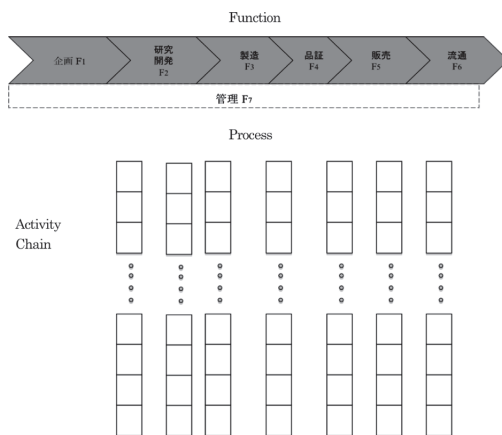 Function
企画 F1
研究
開発
F2
製造
F3
品証
F4
販売
F5
流通
F6
管理 F7
Process
Activity
Chain